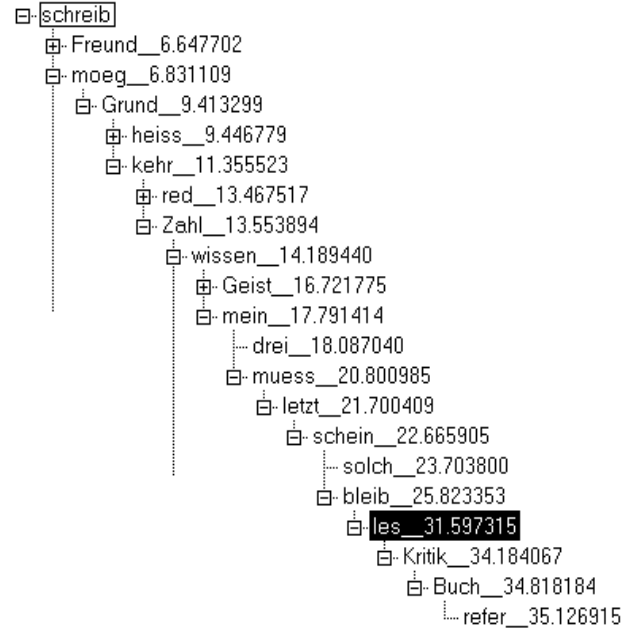 schreib
Freund__6.647702
moeg__6.831109
Grund__9.413299
heiss__9.446779
kehr__11.355523
red__13.467517
Zahl__13.553894
wissen__14.189440
Geist__16.721775
mein__17.791414
drei__18.087040
muess__20.800985
letzt__21.700409
schein__22.665905
solch__23.703800
bleib__25.823353
les__31.597315
Kritik__34.184067
Buch__34.818184
refer__35.126915